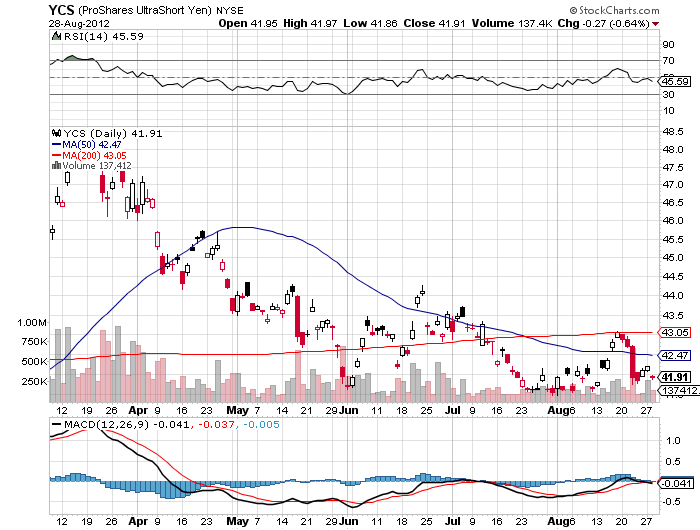 YCS (ProShares UltraShort Yen) NYSE
© StockCharts.com
28-Aug-2012
Open 41.95 High 41.97 Low 41.86 Close 41.91 Volume 137.4K Chg -0.27 (-0.64%)
RSI(14) 45.59
90
70
50
45.59
30
10
YCS (Daily) 41.91
MA(50) 42.47
MA(200) 43.05
Volume 137,412
48.5
48.0
47.5
47.0
46.5
46.0
45.5
45.0
44.5
44.0
43.5
43.05
42.47
41.91
137412
1.00M
750K
500K
250K
12 19 26 Apr 9 16 23 May 7 14 21 Jun 11 18 25 Jul 9 16 23 Aug 6 13 20 27
MACD(12,26,9) -0.041, -0.037, -0.005
1.0
0.5
-0.041
-0.5
12 19 26 Apr 9 16 23 May 7 14 21 Jun 11 18 25 Jul 9 16 23 Aug 6 13 20 27